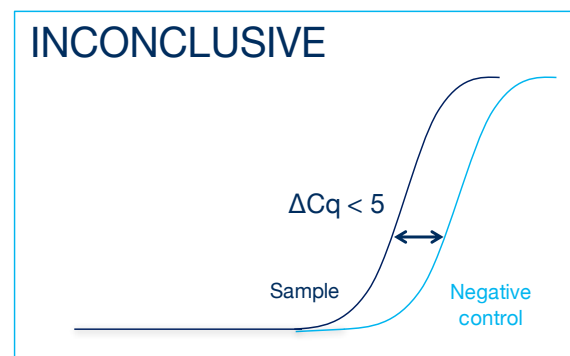 INCONCLUSIVE
ΔCq < 5
Sample
Negative
control